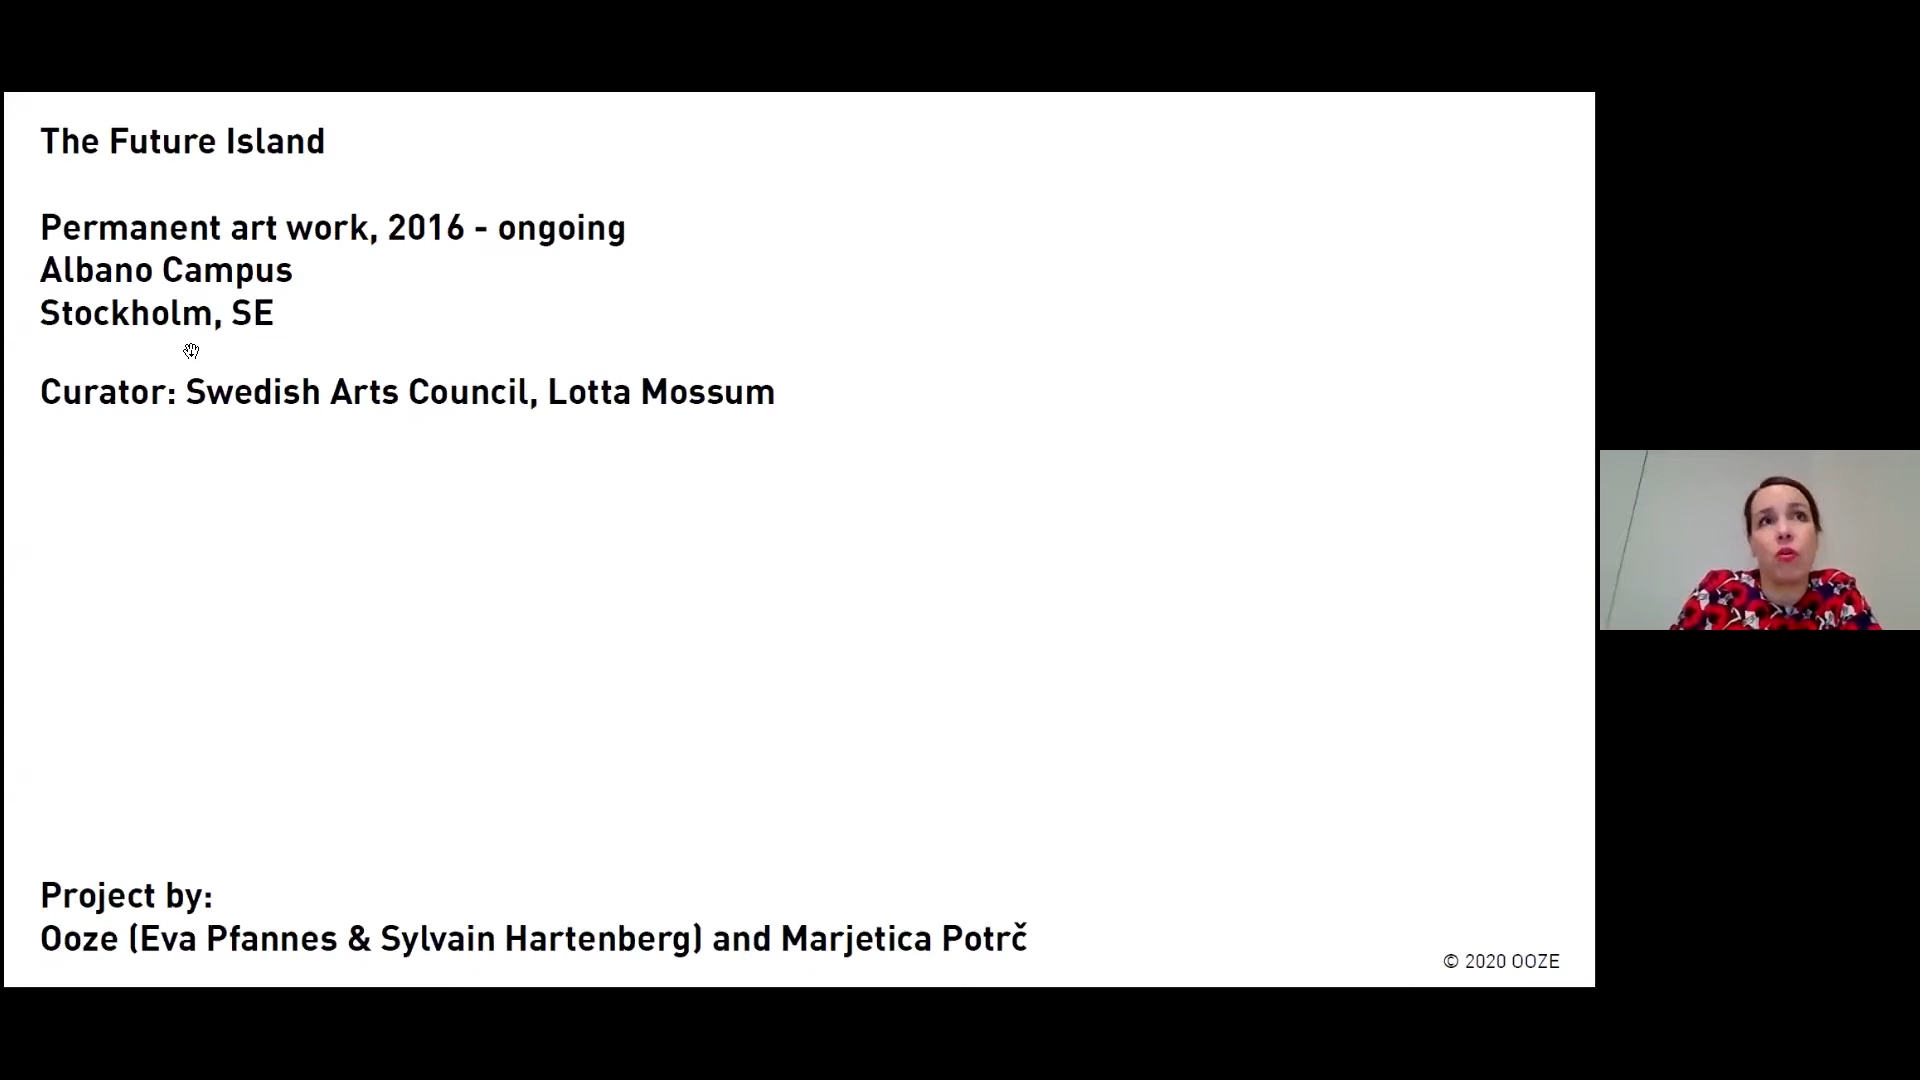 The Future Island
Permanent art work, 2016 - ongoing
Albano Campus
Stockholm, SE
Curator: Swedish Arts Council, Lotta Mossum
Project by:
Ooze (Eva Pfannes & Sylvain Hartenberg) and Marjetica Potrč
© 2020 OOZE